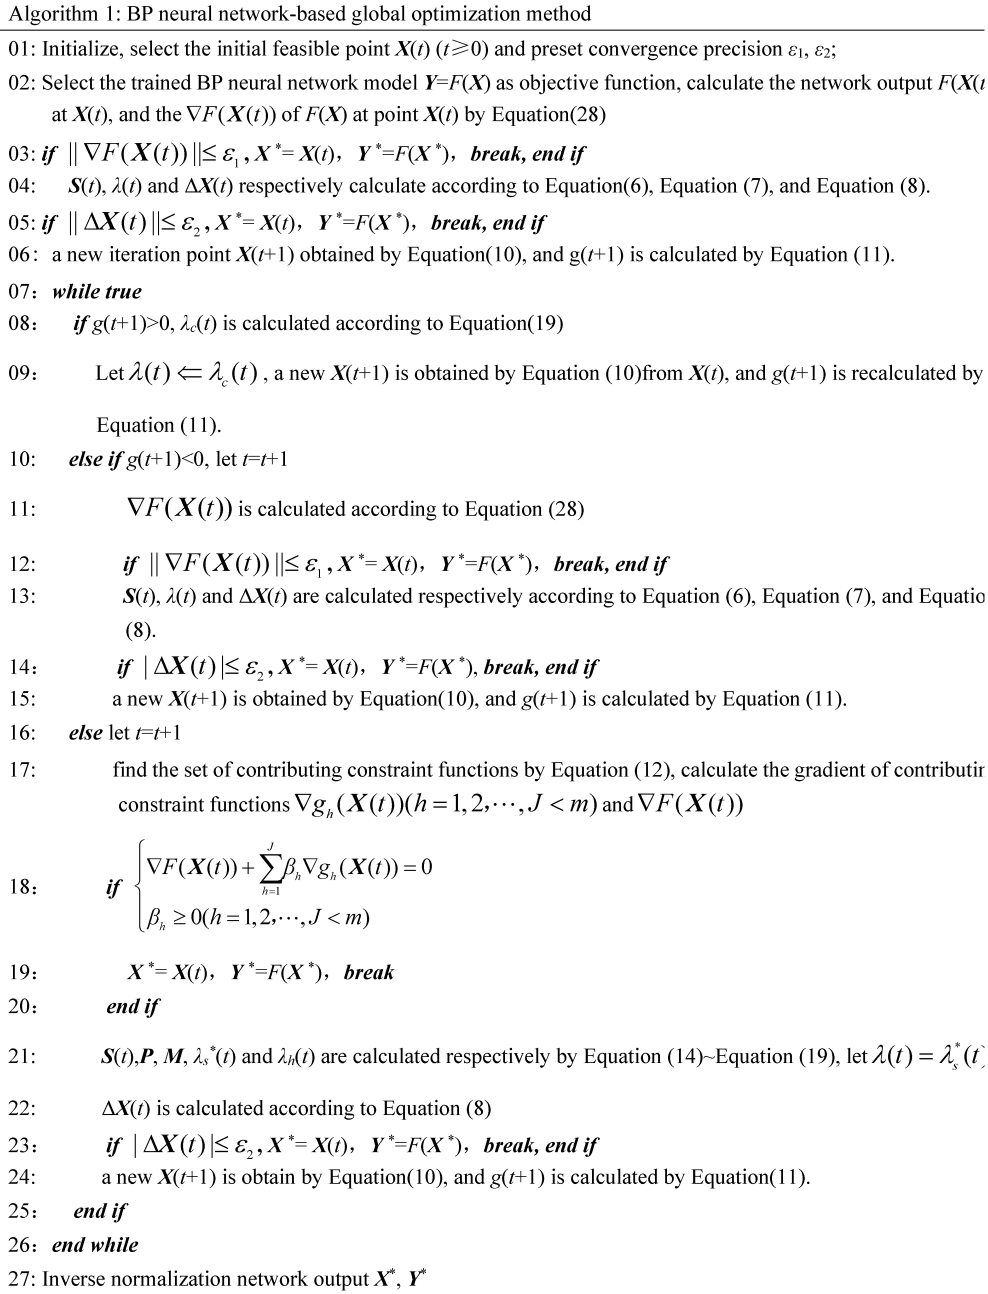 Algorithm 1: BP neural network-based global optimization method
01: Initialize, select the initial feasible point X(t) (t≥0) and preset convergence precision ε₁, ε₂;
02: Select the trained BP neural network model Y=F(X) as objective function, calculate the network output F(X(t
at X(t), and the ∇F(X(t)) of F(X) at point X(t) by Equation(28)
03: if ||∇F(X(t))||≤ε₁, X*= X(t), Y*=F(X*), break, end if
04: S(t), λ(t) and ΔX(t) respectively calculate according to Equation(6), Equation (7), and Equation (8).
05: if ||ΔX(t)||≤ε₂, X*= X(t), Y*=F(X*), break, end if
06: a new iteration point X(t+1) obtained by Equation(10), and g(t+1) is calculated by Equation (11).
07: while true
08: if g(t+1)>0, λc(t) is calculated according to Equation(19)
09: Let λ(t)⇐λc(t), a new X(t+1) is obtained by Equation (10)from X(t), and g(t+1) is recalculated by
Equation (11).
10: else if g(t+1)<0, let t=t+1
11: ∇F(X(t)) is calculated according to Equation (28)
12: if ||∇F(X(t))||≤ε₁, X*= X(t), Y*=F(X*), break, end if
13: S(t), λ(t) and ΔX(t) are calculated respectively according to Equation (6), Equation (7), and Equatio
(8).
14: if |ΔX(t)|≤ε₂, X*= X(t), Y*=F(X*), break, end if
15: a new X(t+1) is obtained by Equation(10), and g(t+1) is calculated by Equation (11).
16: else let t=t+1
17: find the set of contributing constraint functions by Equation (12), calculate the gradient of contributin
constraint functions ∇gₕ(X(t))(h=1,2,⋯,J<m) and ∇F(X(t))
18: if { ∇F(X(t))+∑_{h=1}^{J}βₕ∇gₕ(X(t))=0
βₕ≥0(h=1,2,⋯,J<m)
19: X*= X(t), Y*=F(X*), break
20: end if
21: S(t),P, M, λs*(t) and λh(t) are calculated respectively by Equation (14)~Equation (19), let λ(t)=λs*(t)
22: ΔX(t) is calculated according to Equation (8)
23: if |ΔX(t)|≤ε₂, X*= X(t), Y*=F(X*), break, end if
24: a new X(t+1) is obtain by Equation(10), and g(t+1) is calculated by Equation(11).
25: end if
26: end while
27: Inverse normalization network output X*, Y*